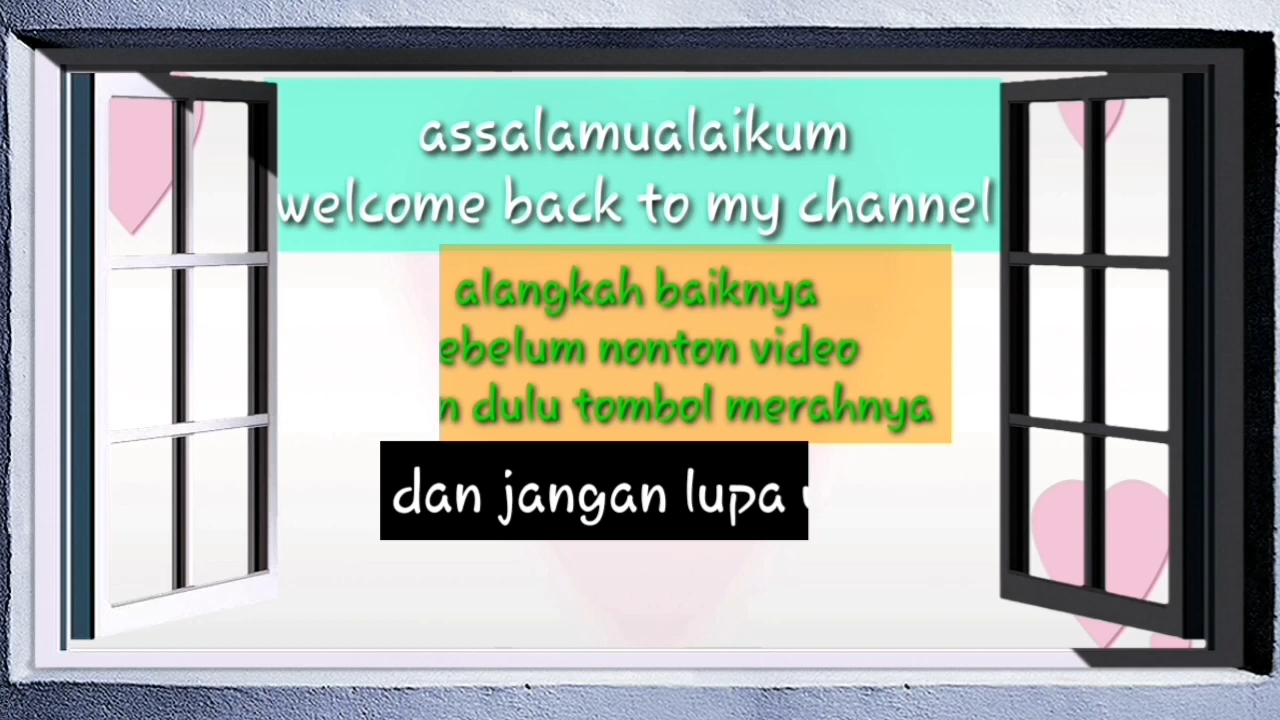 assalamualaikum
welcome back to my channel
alangkah baiknya
ebelum nonton video
n dulu tombol merahnya
dan jangan lupa